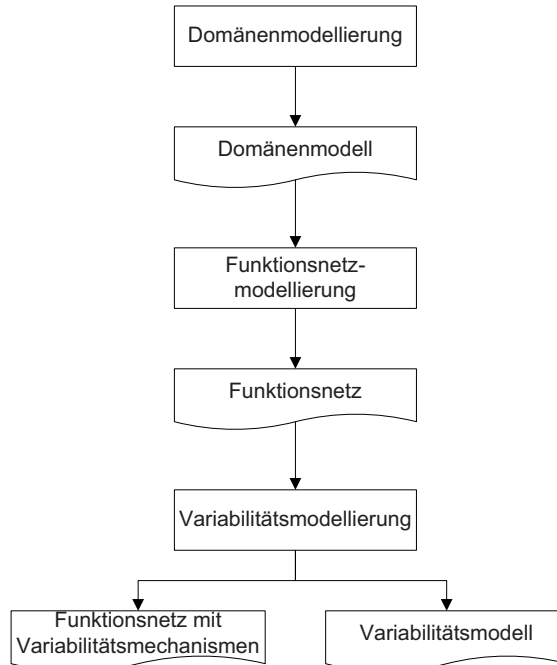 Domänenmodellierung
Domänenmodell
Funktionsnetz-
modellierung
Funktionsnetz
Variabilitätsmodellierung
Funktionsnetz mit
Variabilitätsmechanismen
Variabilitätsmodell